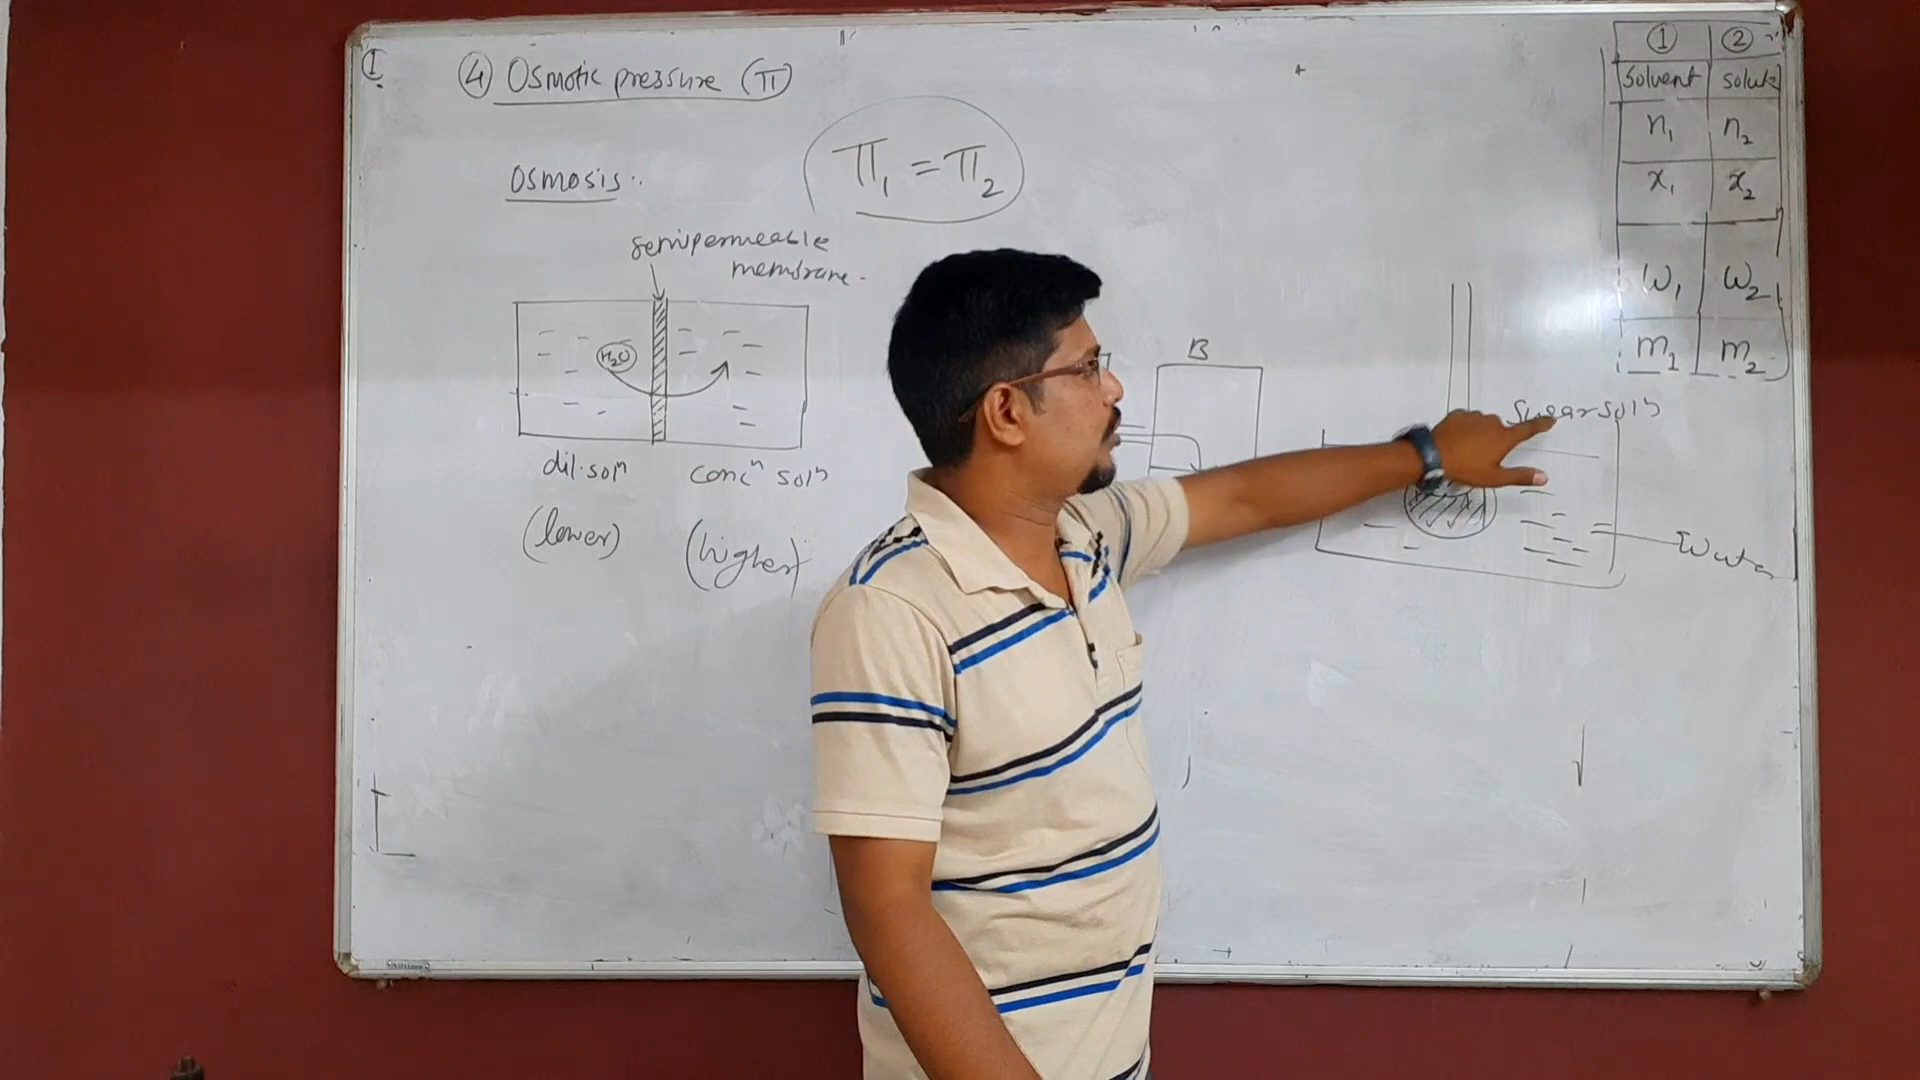 I
④ Osmotic pressure (π)
π₁ = π₂
Osmosis:
semipermeable
membrane.
H₂O
dil. solⁿ
concⁿ solⁿ
(lower)
(higher)
B
Sugar solⁿ
Water
① ②
Solvent solute
n₁ n₂
x₁ x₂
W₁ W₂
m₁ m₂